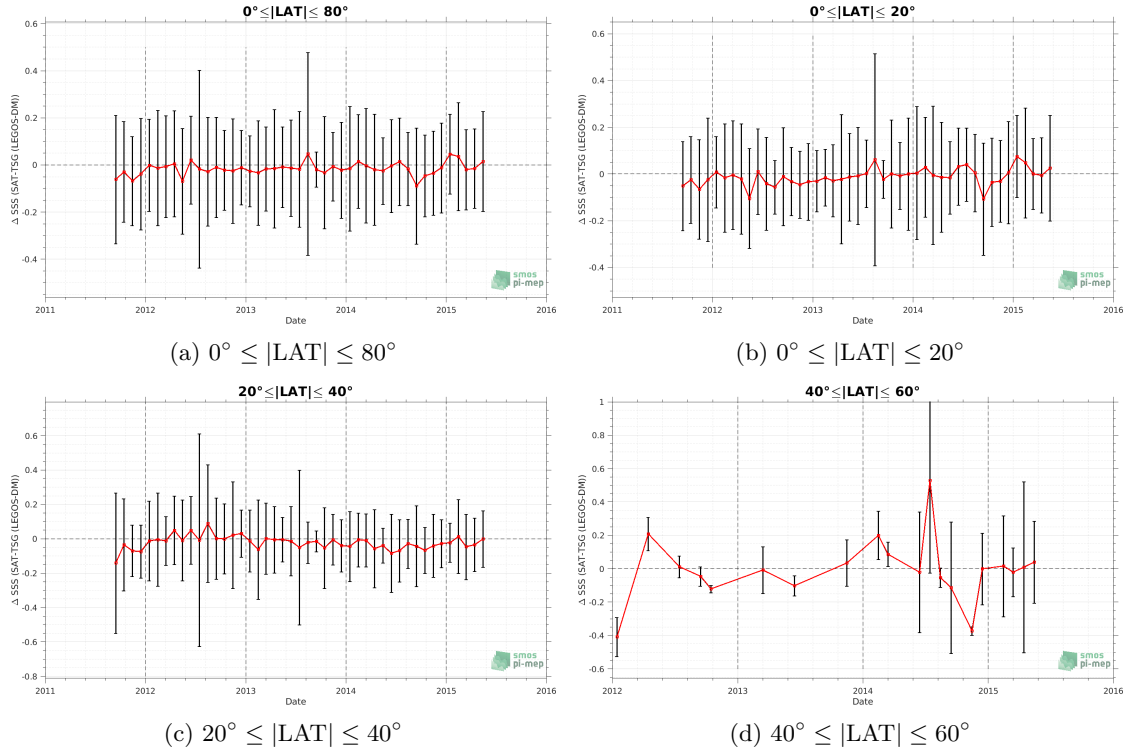 0°≤|LAT|≤ 80°
Δ SSS (SAT-TSG (LEGOS-DM))
0.6
0.4
0.2
0
-0.2
-0.4
2011
2012
2013
2014
2015
2016
Date
smos
pi-mep
(a) 0° ≤ |LAT| ≤ 80°
0°≤|LAT|≤ 20°
Δ SSS (SAT-TSG (LEGOS-DM))
0.6
0.4
0.2
0
-0.2
-0.4
2011
2012
2013
2014
2015
2016
Date
smos
pi-mep
(b) 0° ≤ |LAT| ≤ 20°
20°≤|LAT|≤ 40°
Δ SSS (SAT-TSG (LEGOS-DM))
0.6
0.4
0.2
0
-0.2
-0.4
-0.6
-0.8
2011
2012
2013
2014
2015
2016
Date
smos
pi-mep
(c) 20° ≤ |LAT| ≤ 40°
40°≤|LAT|≤ 60°
Δ SSS (SAT-TSG (LEGOS-DM))
1
0.8
0.6
0.4
0.2
0
-0.2
-0.4
-0.6
2012
2013
2014
2015
2016
Date
smos
pi-mep
(d) 40° ≤ |LAT| ≤ 60°